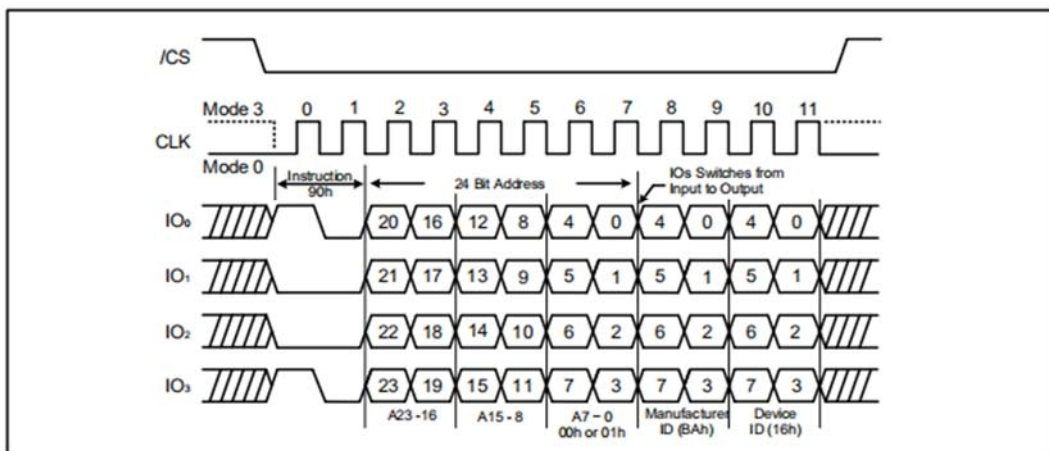 /CS
Mode 3 0 1 2 3 4 5 6 7 8 9 10 11
CLK
Mode 0
Instruction
90h
24 Bit Address
IOs Switches from
Input to Output
IO₀ 20 16 12 8 4 0 4 0 4 0
IO₁ 21 17 13 9 5 1 5 1 5 1
IO₂ 22 18 14 10 6 2 6 2 6 2
IO₃ 23 19 15 11 7 3 7 3 7 3
A23 -16 A15 - 8 A7 – 0 Manufacturer Device
00h or 01h ID (BAh) ID (16h)